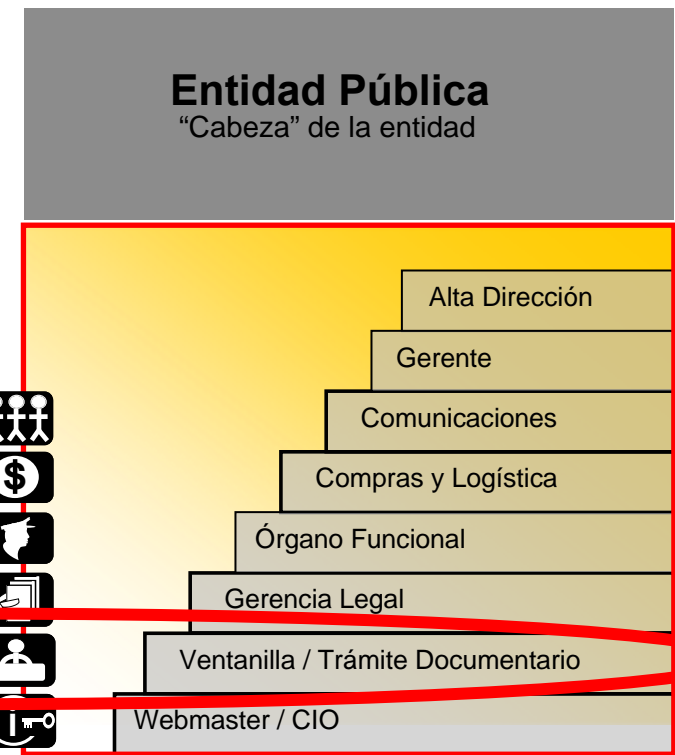 Entidad Pública
“Cabeza” de la entidad
Alta Dirección
Gerente
Comunicaciones
Compras y Logística
$
Órgano Funcional
Gerencia Legal
Ventanilla / Trámite Documentario
i
Webmaster / CIO